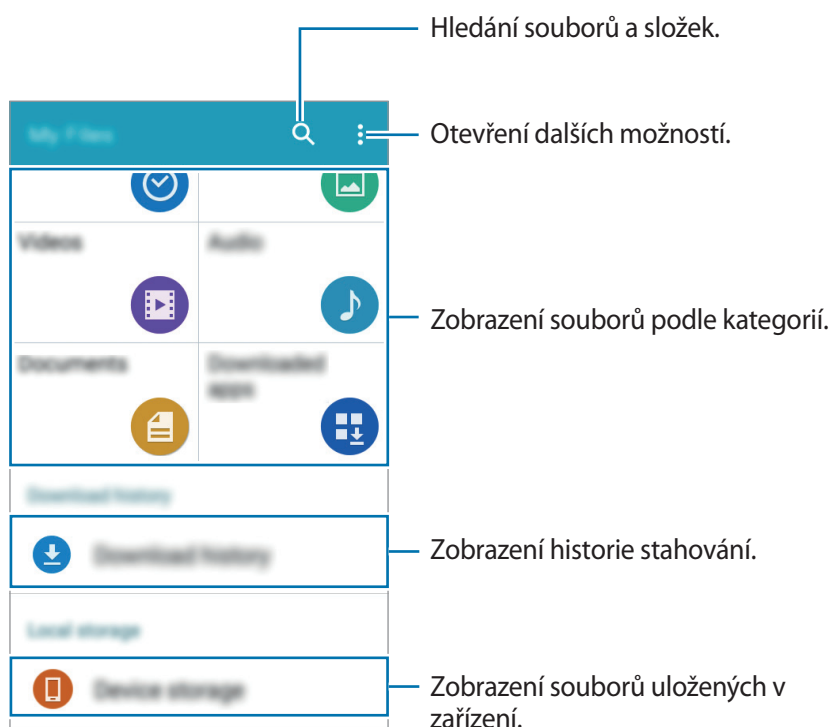 Hledání souborů a složek.
My Files
Otevření dalších možností.
Videos
Audio
Zobrazení souborů podle kategorií.
Documents
Downloaded
apps
Download history
Download history
Zobrazení historie stahování.
Local storage
Device storage
Zobrazení souborů uložených v
zařízení.